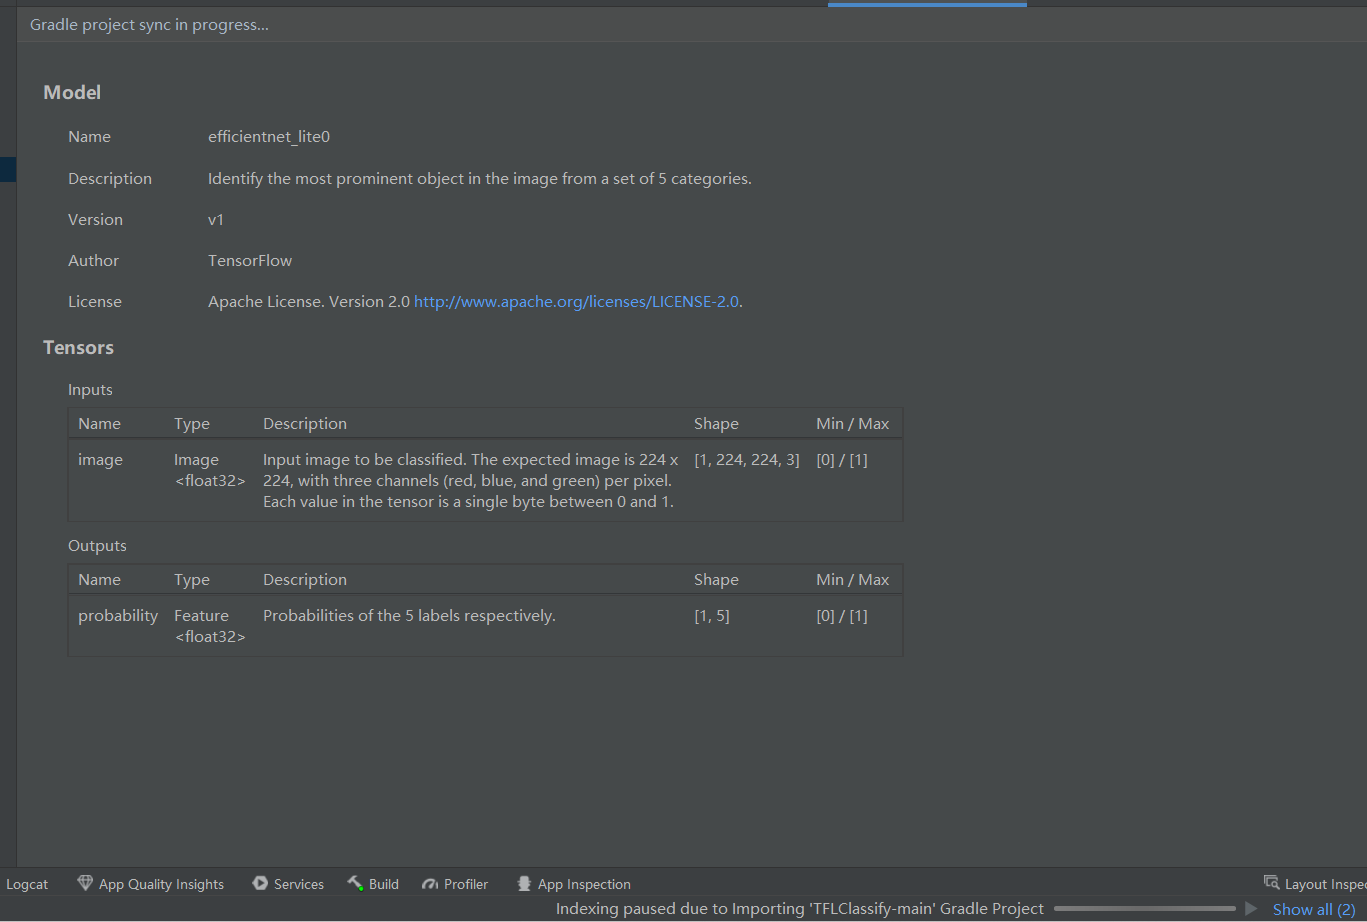 Gradle project sync in progress...
Model
Name efficientnet_lite0
Description Identify the most prominent object in the image from a set of 5 categories.
Version v1
Author TensorFlow
License Apache License. Version 2.0 http://www.apache.org/licenses/LICENSE-2.0.
Tensors
Inputs
Name Type Description Shape Min / Max
image Image Input image to be classified. The expected image is 224 x [1, 224, 224, 3] [0] / [1]
<float32> 224, with three channels (red, blue, and green) per pixel.
Each value in the tensor is a single byte between 0 and 1.
Outputs
Name Type Description Shape Min / Max
probability Feature Probabilities of the 5 labels respectively. [1, 5] [0] / [1]
<float32>
Logcat App Quality Insights Services Build Profiler App Inspection Layout Inspec
Indexing paused due to Importing 'TFLClassify-main' Gradle Project Show all (2)